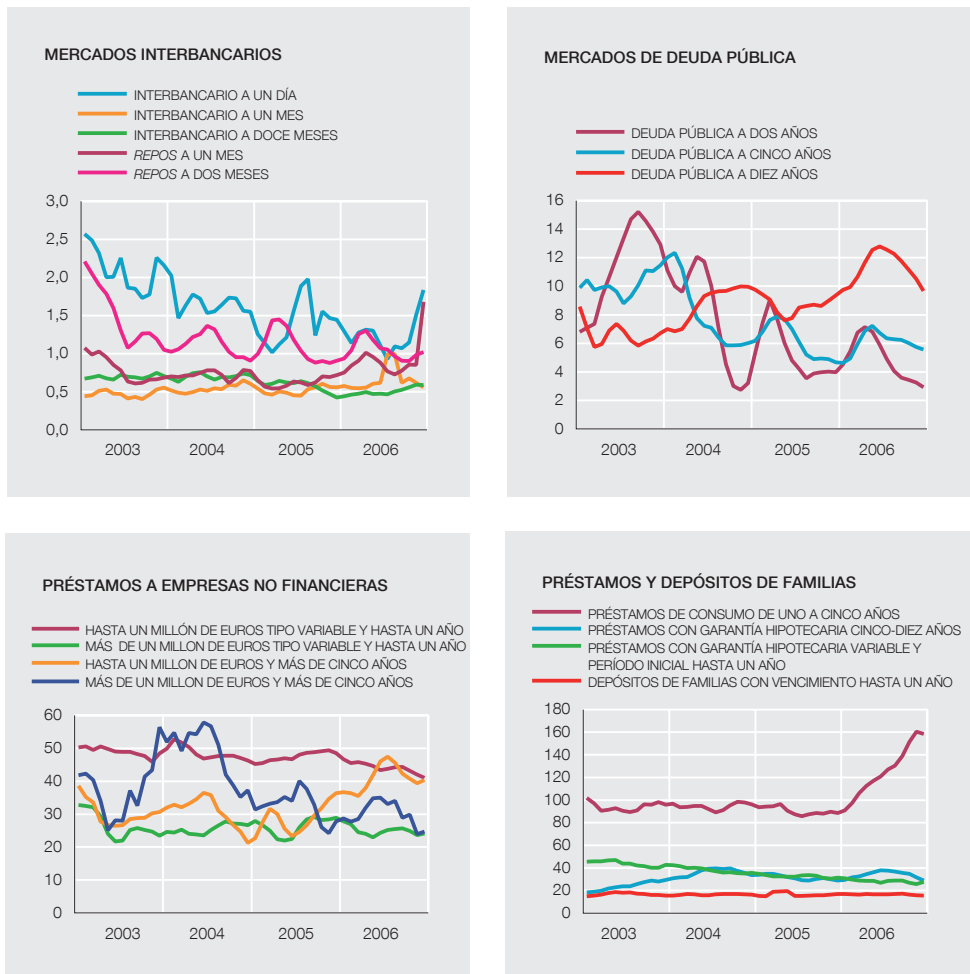 MERCADOS INTERBANCARIOS
INTERBANCARIO A UN DÍA
INTERBANCARIO A UN MES
INTERBANCARIO A DOCE MESES
REPOS A UN MES
REPOS A DOS MESES
3,0
2,5
2,0
1,5
1,0
0,5
0,0
2003 2004 2005 2006
MERCADOS DE DEUDA PÚBLICA
DEUDA PÚBLICA A DOS AÑOS
DEUDA PÚBLICA A CINCO AÑOS
DEUDA PÚBLICA A DIEZ AÑOS
16
14
12
10
8
6
4
2
0
2003 2004 2005 2006
PRÉSTAMOS A EMPRESAS NO FINANCIERAS
HASTA UN MILLÓN DE EUROS TIPO VARIABLE Y HASTA UN AÑO
MÁS DE UN MILLON DE EUROS TIPO VARIABLE Y HASTA UN AÑO
HASTA UN MILLON DE EUROS Y MÁS DE CINCO AÑOS
MÁS DE UN MILLON DE EUROS Y MÁS DE CINCO AÑOS
60
50
40
30
20
10
0
2003 2004 2005 2006
PRÉSTAMOS Y DEPÓSITOS DE FAMILIAS
PRÉSTAMOS DE CONSUMO DE UNO A CINCO AÑOS
PRÉSTAMOS CON GARANTÍA HIPOTECARIA CINCO-DIEZ AÑOS
PRÉSTAMOS CON GARANTÍA HIPOTECARIA VARIABLE Y
PERÍODO INICIAL HASTA UN AÑO
DEPÓSITOS DE FAMILIAS CON VENCIMIENTO HASTA UN AÑO
180
160
140
120
100
80
60
40
20
0
2003 2004 2005 2006